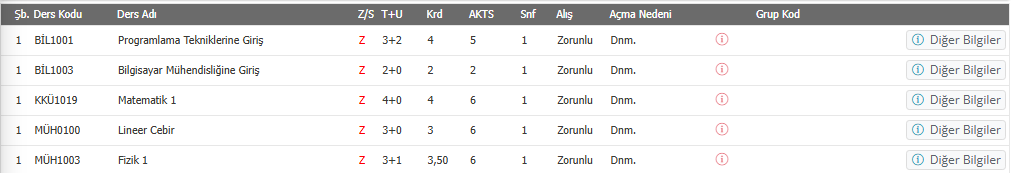 Şb. Ders Kodu Ders Adı Z/S T+U Krd AKTS Snf Alış Açma Nedeni Grup Kod
1 BİL1001 Programlama Tekniklerine Giriş Z 3+2 4 5 1 Zorunlu Dnm. Diğer Bilgiler
1 BİL1003 Bilgisayar Mühendisliğine Giriş Z 2+0 2 2 1 Zorunlu Dnm. Diğer Bilgiler
1 KKÜ1019 Matematik 1 Z 4+0 4 6 1 Zorunlu Dnm. Diğer Bilgiler
1 MÜH0100 Lineer Cebir Z 3+0 3 6 1 Zorunlu Dnm. Diğer Bilgiler
1 MÜH1003 Fizik 1 Z 3+1 3,50 6 1 Zorunlu Dnm. Diğer Bilgiler